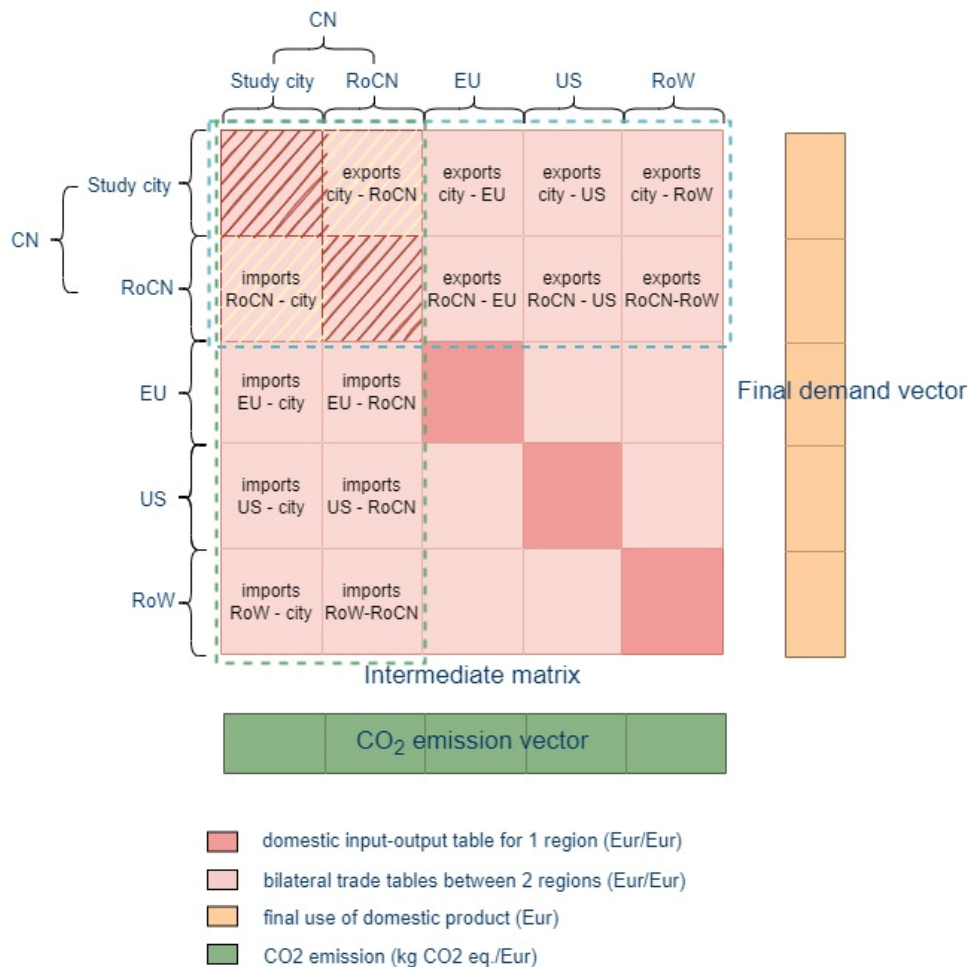 CN
Study city RoCN EU US RoW
Study city
CN
RoCN
EU
US
RoW
exports
city - RoCN
exports
city - EU
exports
city - US
exports
city - RoW
imports
RoCN - city
exports
RoCN - EU
exports
RoCN - US
exports
RoCN-RoW
imports
EU - city
imports
EU - RoCN
imports
US - city
imports
US - RoCN
imports
RoW - city
imports
RoW-RoCN
Final demand vector
Intermediate matrix
CO2 emission vector
domestic input-output table for 1 region (Eur/Eur)
bilateral trade tables between 2 regions (Eur/Eur)
final use of domestic product (Eur)
CO2 emission (kg CO2 eq./Eur)